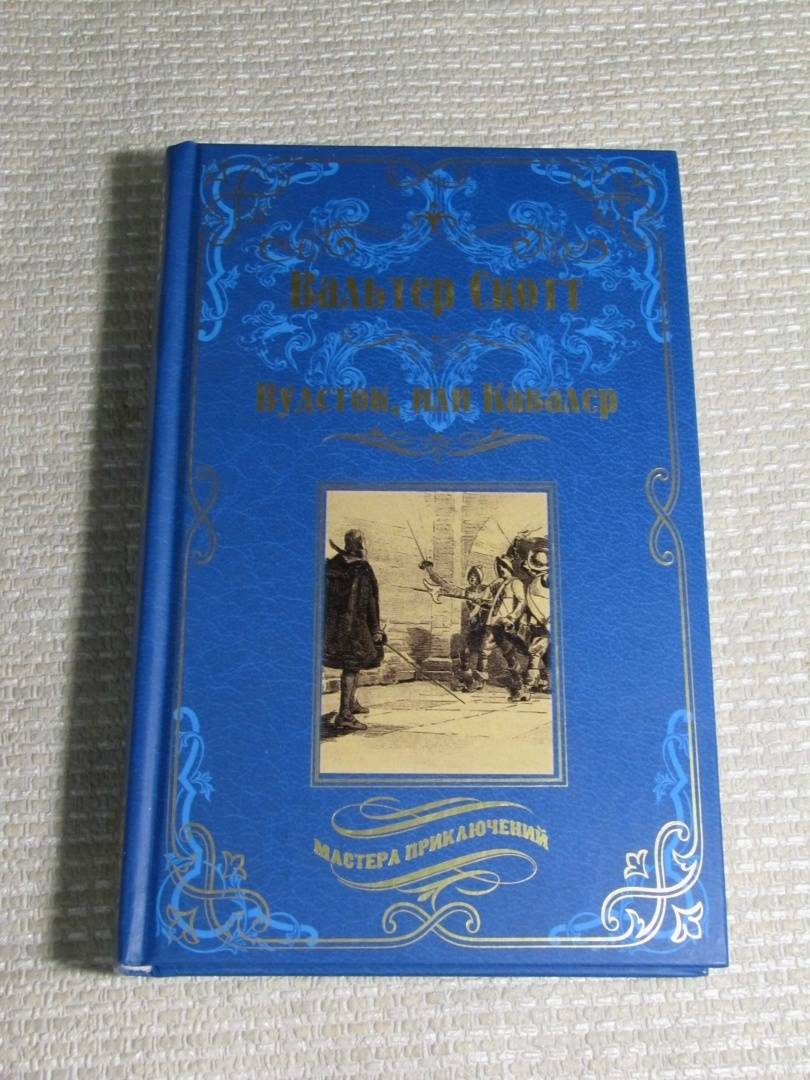 Вальтер Скотт
Вудсток, или Кавалер
МАСТЕРА ПРИКЛЮЧЕНИЙ